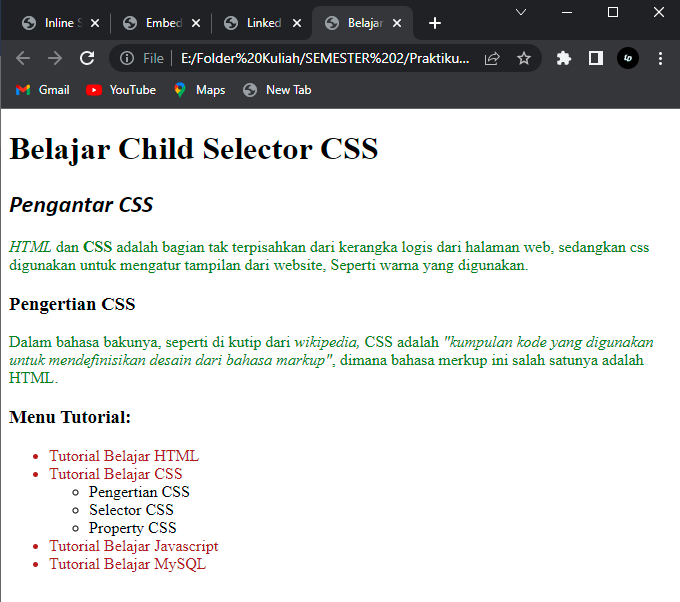 Inline S
Embed
Linked
Belajar
File | E:/Folder%20Kuliah/SEMESTER%202/Praktiku...
Gmail
YouTube
Maps
New Tab
Belajar Child Selector CSS
Pengantar CSS
HTML dan CSS adalah bagian tak terpisahkan dari kerangka logis dari halaman web, sedangkan css
digunakan untuk mengatur tampilan dari website, Seperti warna yang digunakan.
Pengertian CSS
Dalam bahasa bakunya, seperti di kutip dari wikipedia, CSS adalah "kumpulan kode yang digunakan
untuk mendefinisikan desain dari bahasa markup", dimana bahasa merkup ini salah satunya adalah
HTML.
Menu Tutorial:
Tutorial Belajar HTML
Tutorial Belajar CSS
Pengertian CSS
Selector CSS
Property CSS
Tutorial Belajar Javascript
Tutorial Belajar MySQL